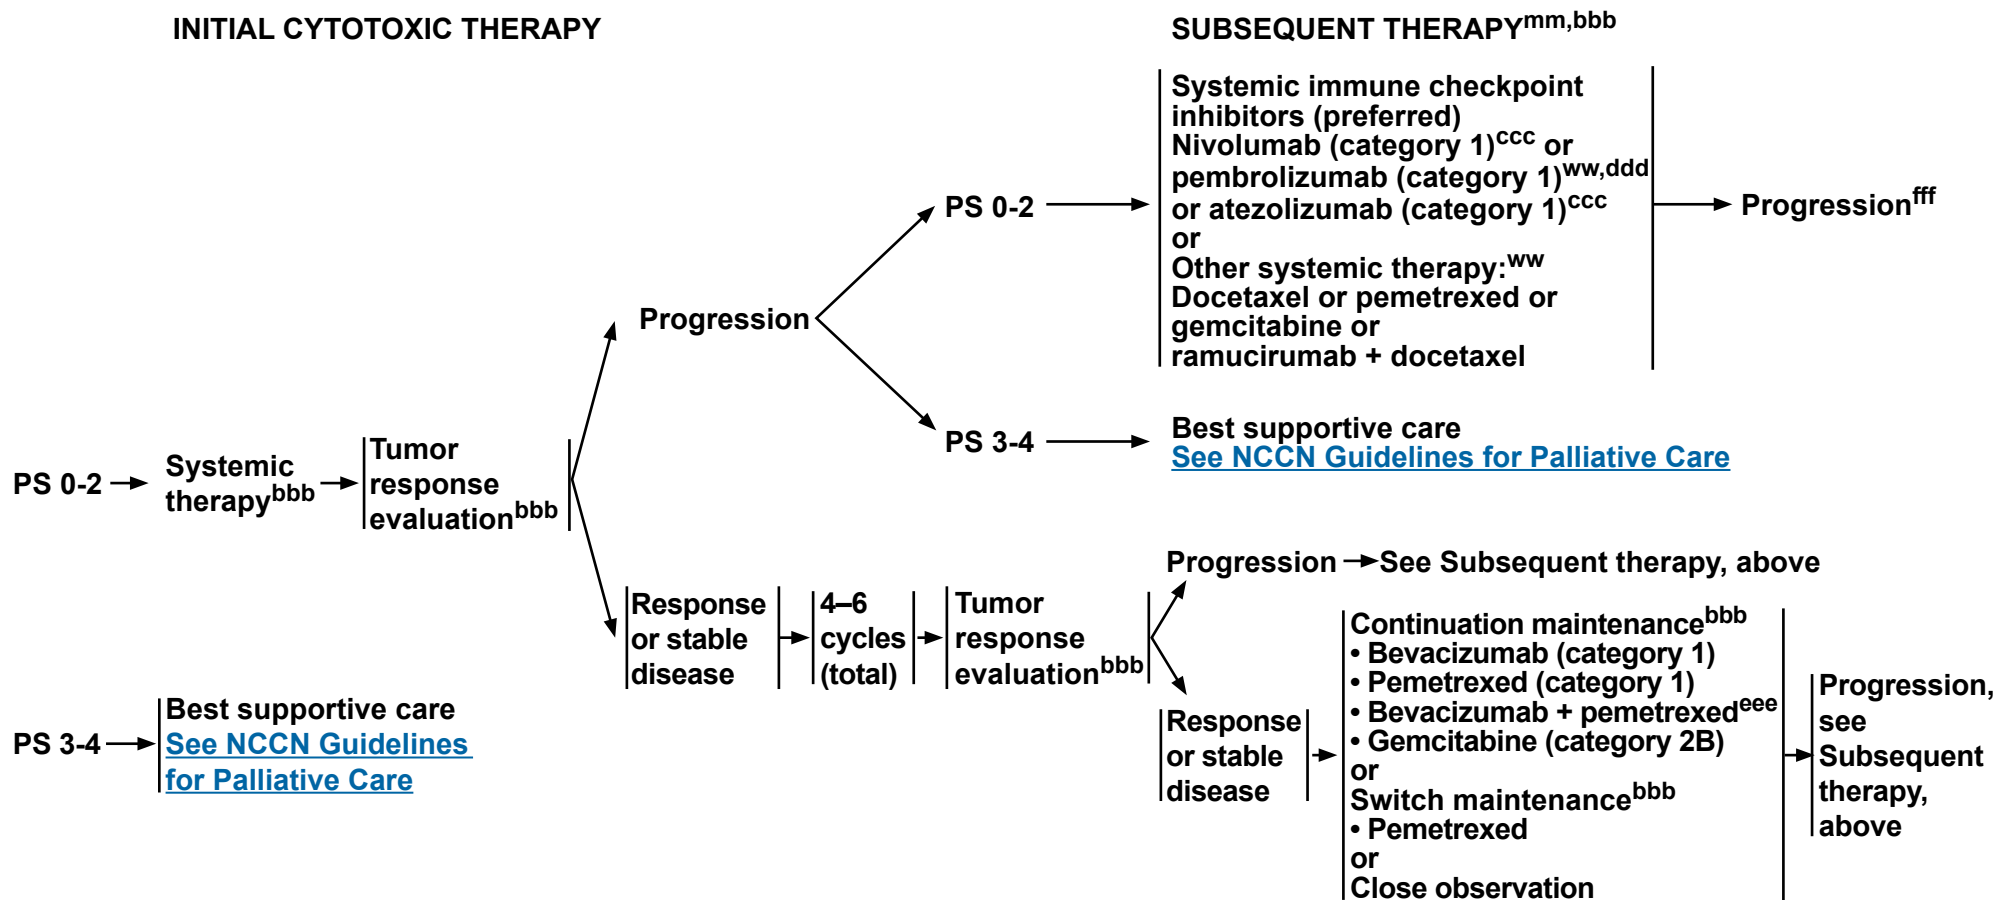 INITIAL CYTOTOXIC THERAPY
SUBSEQUENT THERAPYmm,bbb
Systemic immune checkpoint
inhibitors (preferred)
Nivolumab (category 1)ccc or
pembrolizumab (category 1)ww,ddd
or atezolizumab (category 1)ccc
or
Other systemic therapy:ww
Docetaxel or pemetrexed or
gemcitabine or
ramucirumab + docetaxel
PS 0-2
Progressionfff
Progression
PS 3-4
Best supportive care
See NCCN Guidelines for Palliative Care
PS 0-2
Systemic
therapybbb
Tumor
response
evaluationbbb
Response
or stable
disease
4–6
cycles
(total)
Tumor
response
evaluationbbb
Progression
See Subsequent therapy, above
Response
or stable
disease
Continuation maintenancebbb
• Bevacizumab (category 1)
• Pemetrexed (category 1)
• Bevacizumab + pemetrexedeee
• Gemcitabine (category 2B)
or
Switch maintenancebbb
• Pemetrexed
or
Close observation
Progression,
see
Subsequent
therapy,
above
PS 3-4
Best supportive care
See NCCN Guidelines
for Palliative Care